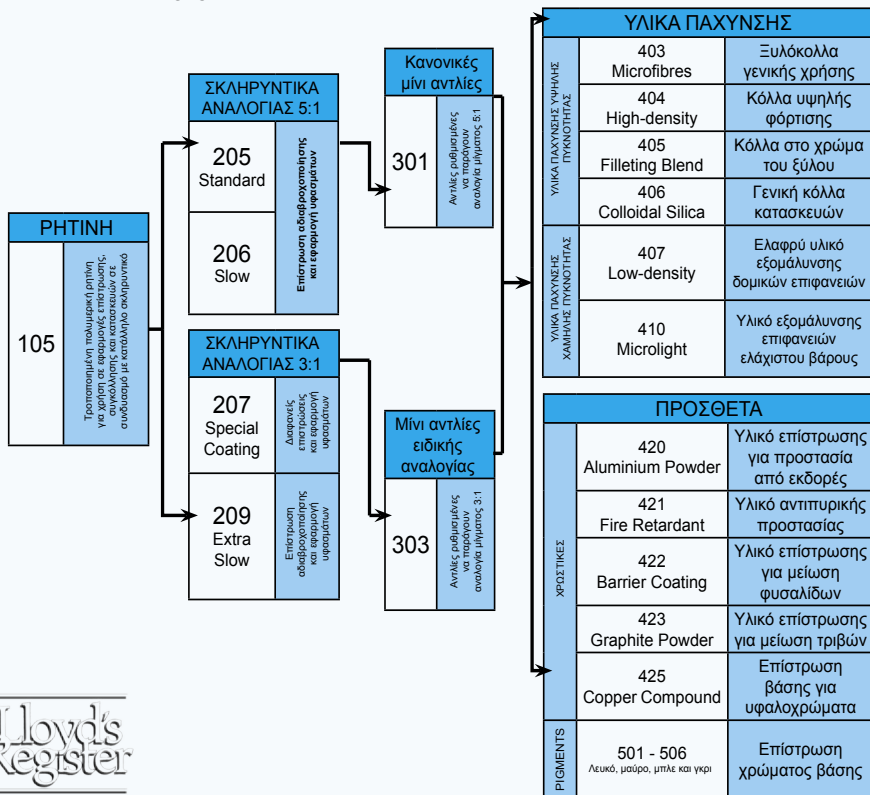 ΡΗΤΙΝΗ
105
Τροποποιημένη πολυμερική ρητίνη
για χρήση σε εφαρμογές επίστρωσης,
συγκόλλησης και κατασκευών σε
συνδυασμό με κατάλληλο σκληρυντικό
ΣΚΛΗΡΥΝΤΙΚΑ
ΑΝΑΛΟΓΙΑΣ 5:1
205
Standard
206
Slow
Επίστρωση αδιαβροχοποίησης
και εφαρμογή υφασμάτων
ΣΚΛΗΡΥΝΤΙΚΑ
ΑΝΑΛΟΓΙΑΣ 3:1
207
Special
Coating
Διαφανείς
επιστρώσεις
και εφαρμογή
υφασμάτων
209
Extra
Slow
Επίστρωση
αδιαβροχοποίησης
και εφαρμογή
υφασμάτων
Κανονικές
μίνι αντλίες
301
Αντλίες ρυθμισμένες
να παράγουν
αναλογία μίγματος 5:1
Μίνι αντλίες
ειδικής
αναλογίας
303
Αντλίες ρυθμισμένες
να παράγουν
αναλογία μίγματος 3:1
ΥΛΙΚΑ ΠΑΧΥΝΣΗΣ
ΥΛΙΚΑ ΠΑΧΥΝΣΗΣ ΥΨΗΛΗΣ
ΠΥΚΝΟΤΗΤΑΣ
403
Microfibres
Ξυλόκολλα
γενικής χρήσης
404
High-density
Κόλλα υψηλής
φόρτισης
405
Filleting Blend
Κόλλα στο χρώμα
του ξύλου
406
Colloidal Silica
Γενική κόλλα
κατασκευών
ΥΛΙΚΑ ΠΑΧΥΝΣΗΣ
ΧΑΜΗΛΗΣ ΠΥΚΝΟΤΗΤΑΣ
407
Low-density
Ελαφρύ υλικό
εξομάλυνσης
δομικών επιφανειών
410
Microlight
Υλικό εξομάλυνσης
επιφανειών
ελάχιστου βάρους
ΠΡΟΣΘΕΤΑ
ΧΡΩΣΤΙΚΕΣ
420
Aluminium Powder
Υλικό επίστρωσης
για προστασία
από εκδορές
421
Fire Retardant
Υλικό αντιπυρικής
προστασίας
422
Barrier Coating
Υλικό επίστρωσης
για μείωση
φυσαλίδων
423
Graphite Powder
Υλικό επίστρωσης
για μείωση τριβών
425
Copper Compound
Επίστρωση
βάσης για
υφαλοχρώματα
PIGMENTS
501 - 506
Λευκό, μαύρο, μπλε και γκρι
Επίστρωση
χρώματος βάσης
Lloyd's
Register